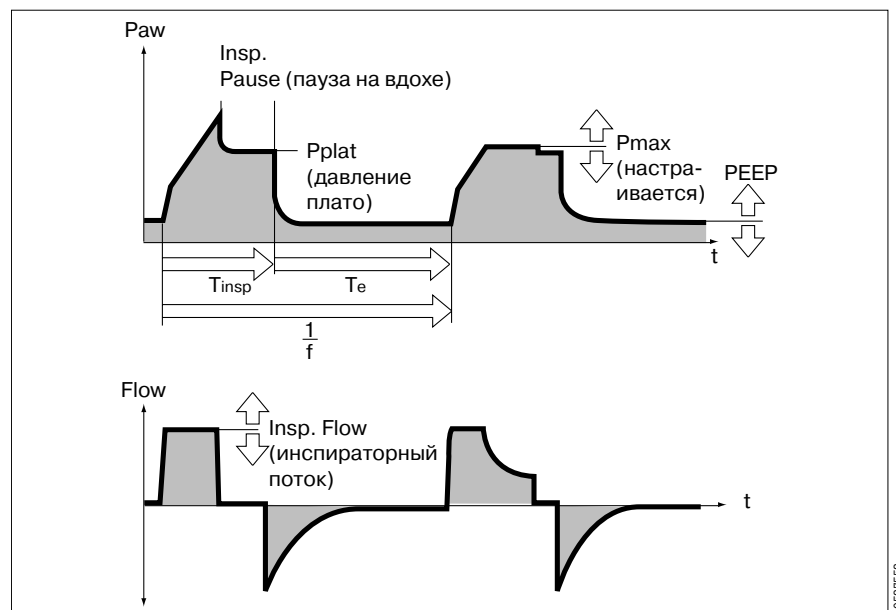 Paw
Insp.
Pause (пауза на вдохе)
Pplat
(давление
плато)
Pmax
(настра-
ивается)
PEEP
t
Tinsp
Te
1
f
Flow
Insp. Flow
(инспираторный
поток)
t